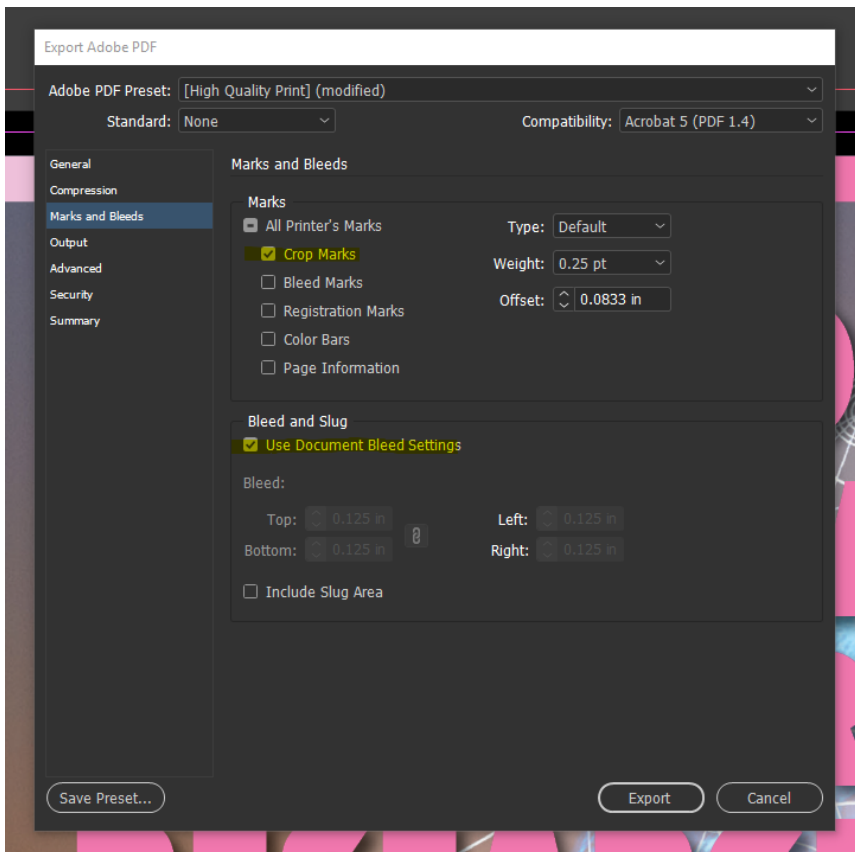 Export Adobe PDF
Adobe PDF Preset: [High Quality Print] (modified)
Standard: None Compatibility: Acrobat 5 (PDF 1.4)
General
Compression
Marks and Bleeds
Output
Advanced
Security
Summary
Marks and Bleeds
Marks
All Printer's Marks
Crop Marks
Bleed Marks
Registration Marks
Color Bars
Page Information
Type: Default
Weight: 0.25 pt
Offset: 0.0833 in
Bleed and Slug
Use Document Bleed Settings
Bleed:
Top: 0.125 in Left: 0.125 in
Bottom: 0.125 in Right: 0.125 in
Include Slug Area
Save Preset... Export Cancel